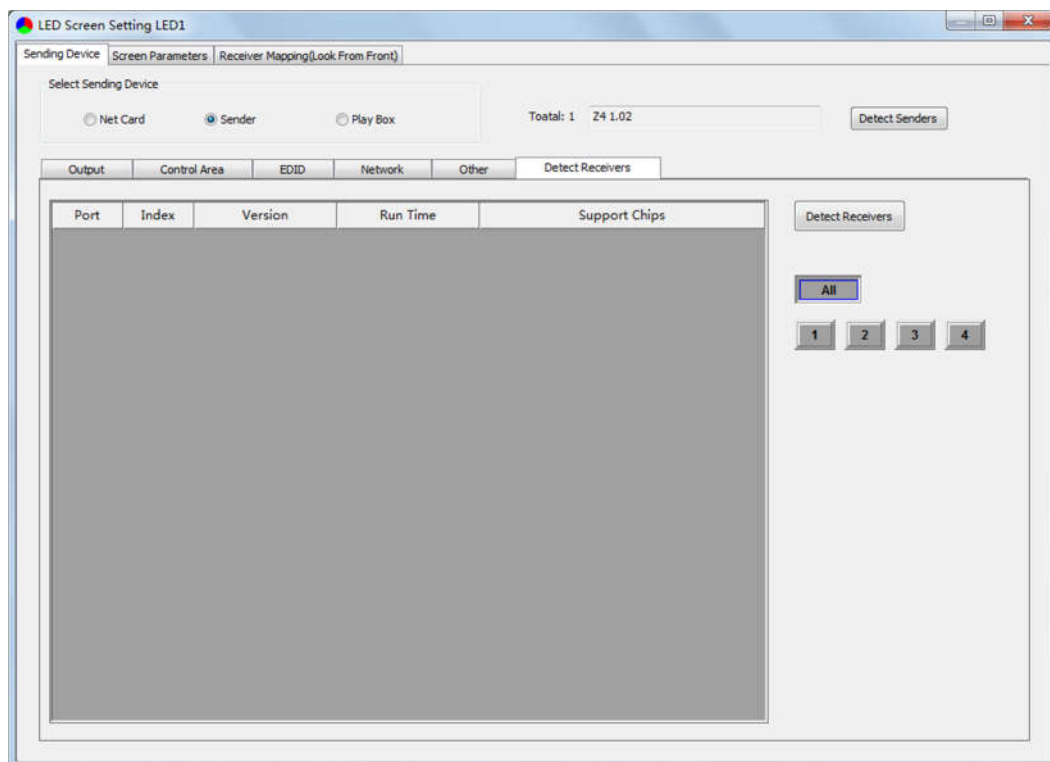 LED Screen Setting LED1
Sending Device Screen Parameters Receiver Mapping(Look From Front)
Select Sending Device
Net Card Sender Play Box Toatal: 1 Z4 1.02 Detect Senders
Output Control Area EDID Network Other Detect Receivers
Port Index Version Run Time Support Chips Detect Receivers
All
1 2 3 4